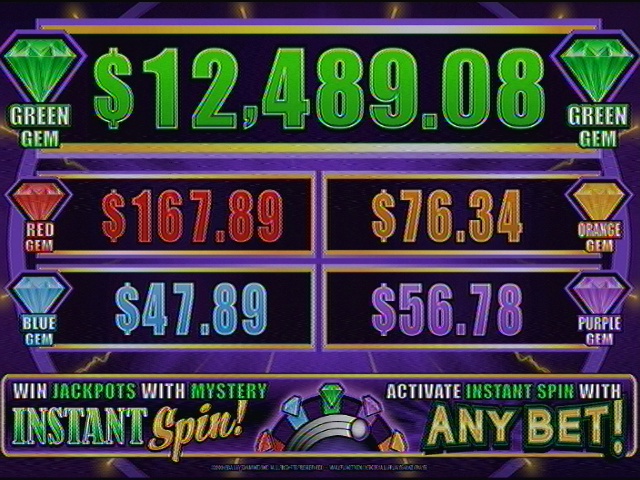 $12,489.08
GREEN GEM
GREEN GEM
RED GEM
$167.89
$76.34
ORANGE GEM
BLUE GEM
$47.89
$56.78
PURPLE GEM
WIN JACKPOTS WITH MYSTERY
INSTANT Spin!
ACTIVATE INSTANT SPIN WITH
ANY BET!